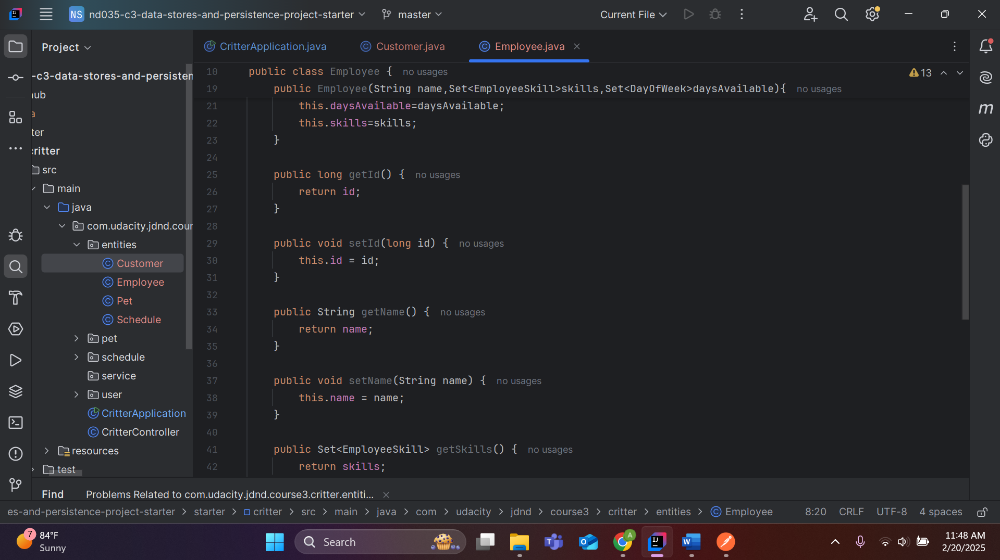 NS nd035-c3-data-stores-and-persistence-project-starter master Current File
Project
CritterApplication.java Customer.java Employee.java
-c3-data-stores-and-persisten
hub
a
ter
critter
src
main
java
com.udacity.jdnd.cour
entities
Customer
Employee
Pet
Schedule
pet
schedule
service
user
CritterApplication
CritterController
resources
test
13
10 public class Employee { no usages
19 public Employee(String name,Set<EmployeeSkill>skills,Set<DayOfWeek>daysAvailable){ no usages
21 this.daysAvailable=daysAvailable;
22 this.skills=skills;
23 }
24
25 public long getId() { no usages
26 return id;
27 }
28
29 public void setId(long id) { no usages
30 this.id = id;
31 }
32
33 public String getName() { no usages
34 return name;
35 }
36
37 public void setName(String name) { no usages
38 this.name = name;
39 }
40
41 public Set<EmployeeSkill> getSkills() { no usages
42 return skills;
m
Find Problems Related to com.udacity.jdnd.course3.critter.entiti...
es-and-persistence-project-starter > starter > critter > src > main > java > com > udacity > jdnd > course3 > critter > entities > Employee 8:20 CRLF UTF-8 4 spaces
7
84°F
Sunny
Search
A
11:48 AM
2/20/2025